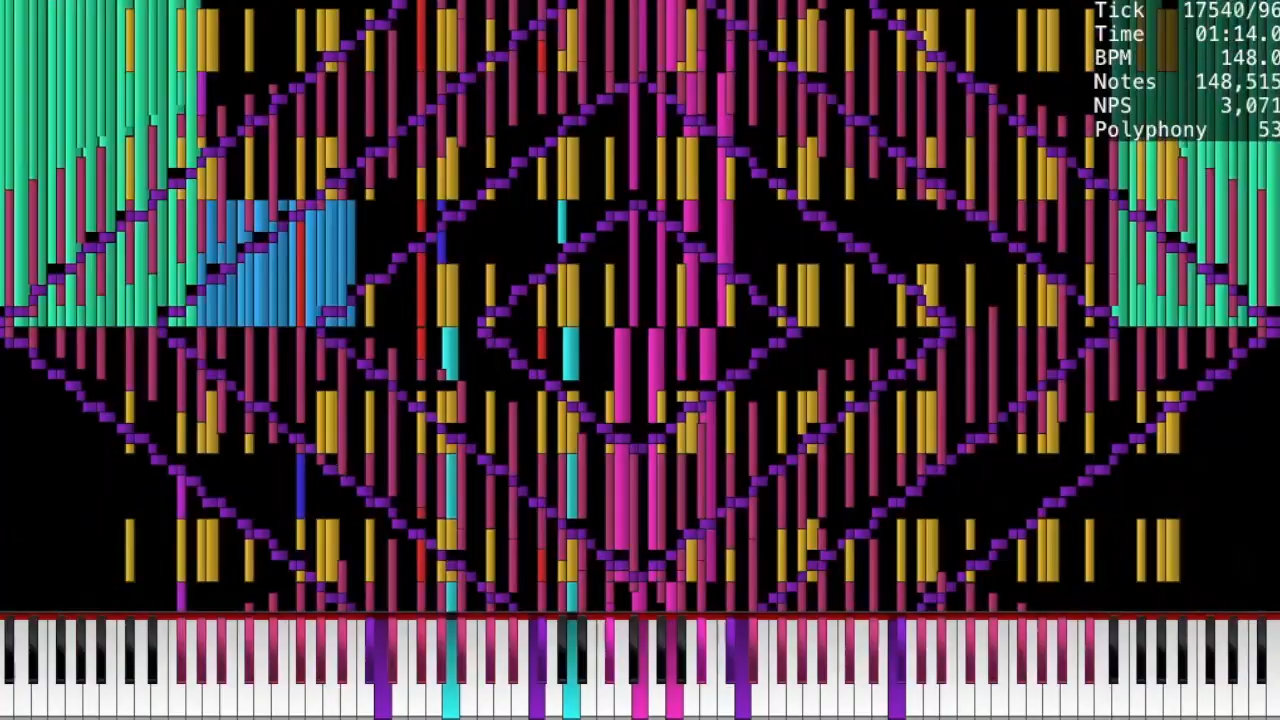 Tick 17540/96
Time 01:14.0
BPM 148.0
Notes 148,515
NPS 3,071
Polyphony 53